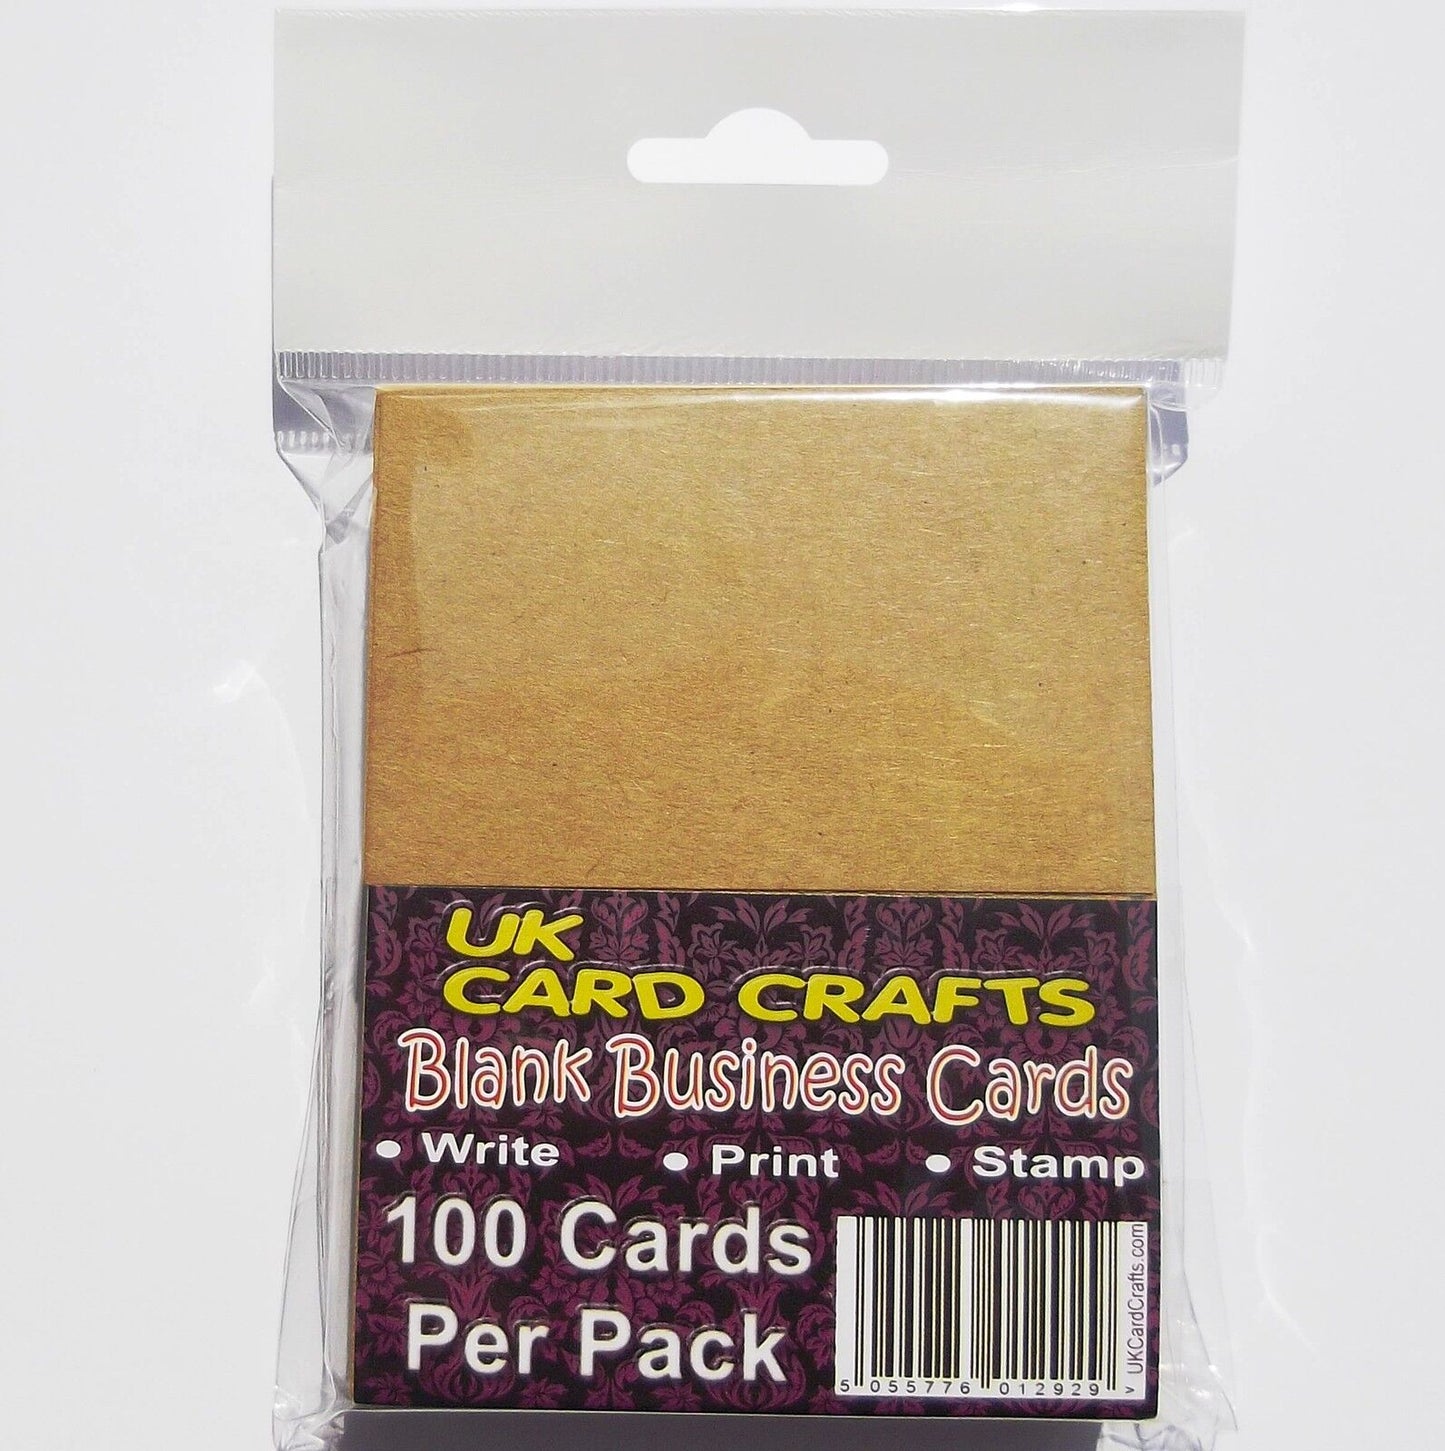 UK
CARD CRAFTS
Blank Business Cards
• Write • Print • Stamp
100 Cards
Per Pack
UKCardCrafts.com
5 055776 012929 >